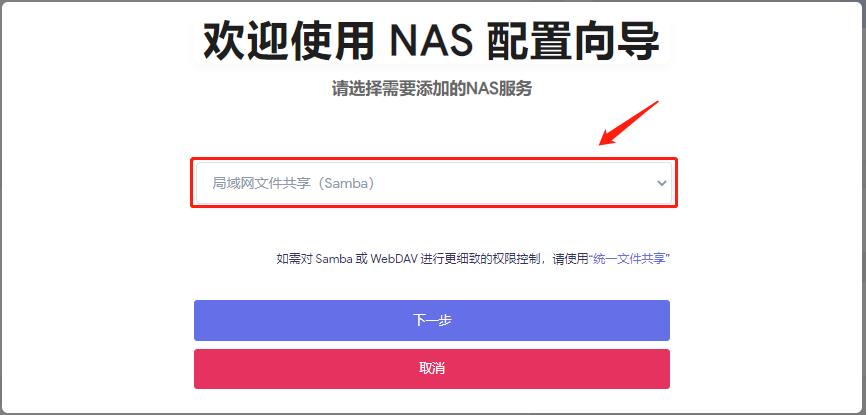 欢迎使用 NAS 配置向导
请选择需要添加的NAS服务
局域网文件共享（Samba）
如需对 Samba 或 WebDAV 进行更细致的权限控制，请使用“统一文件共享”
下一步
取消